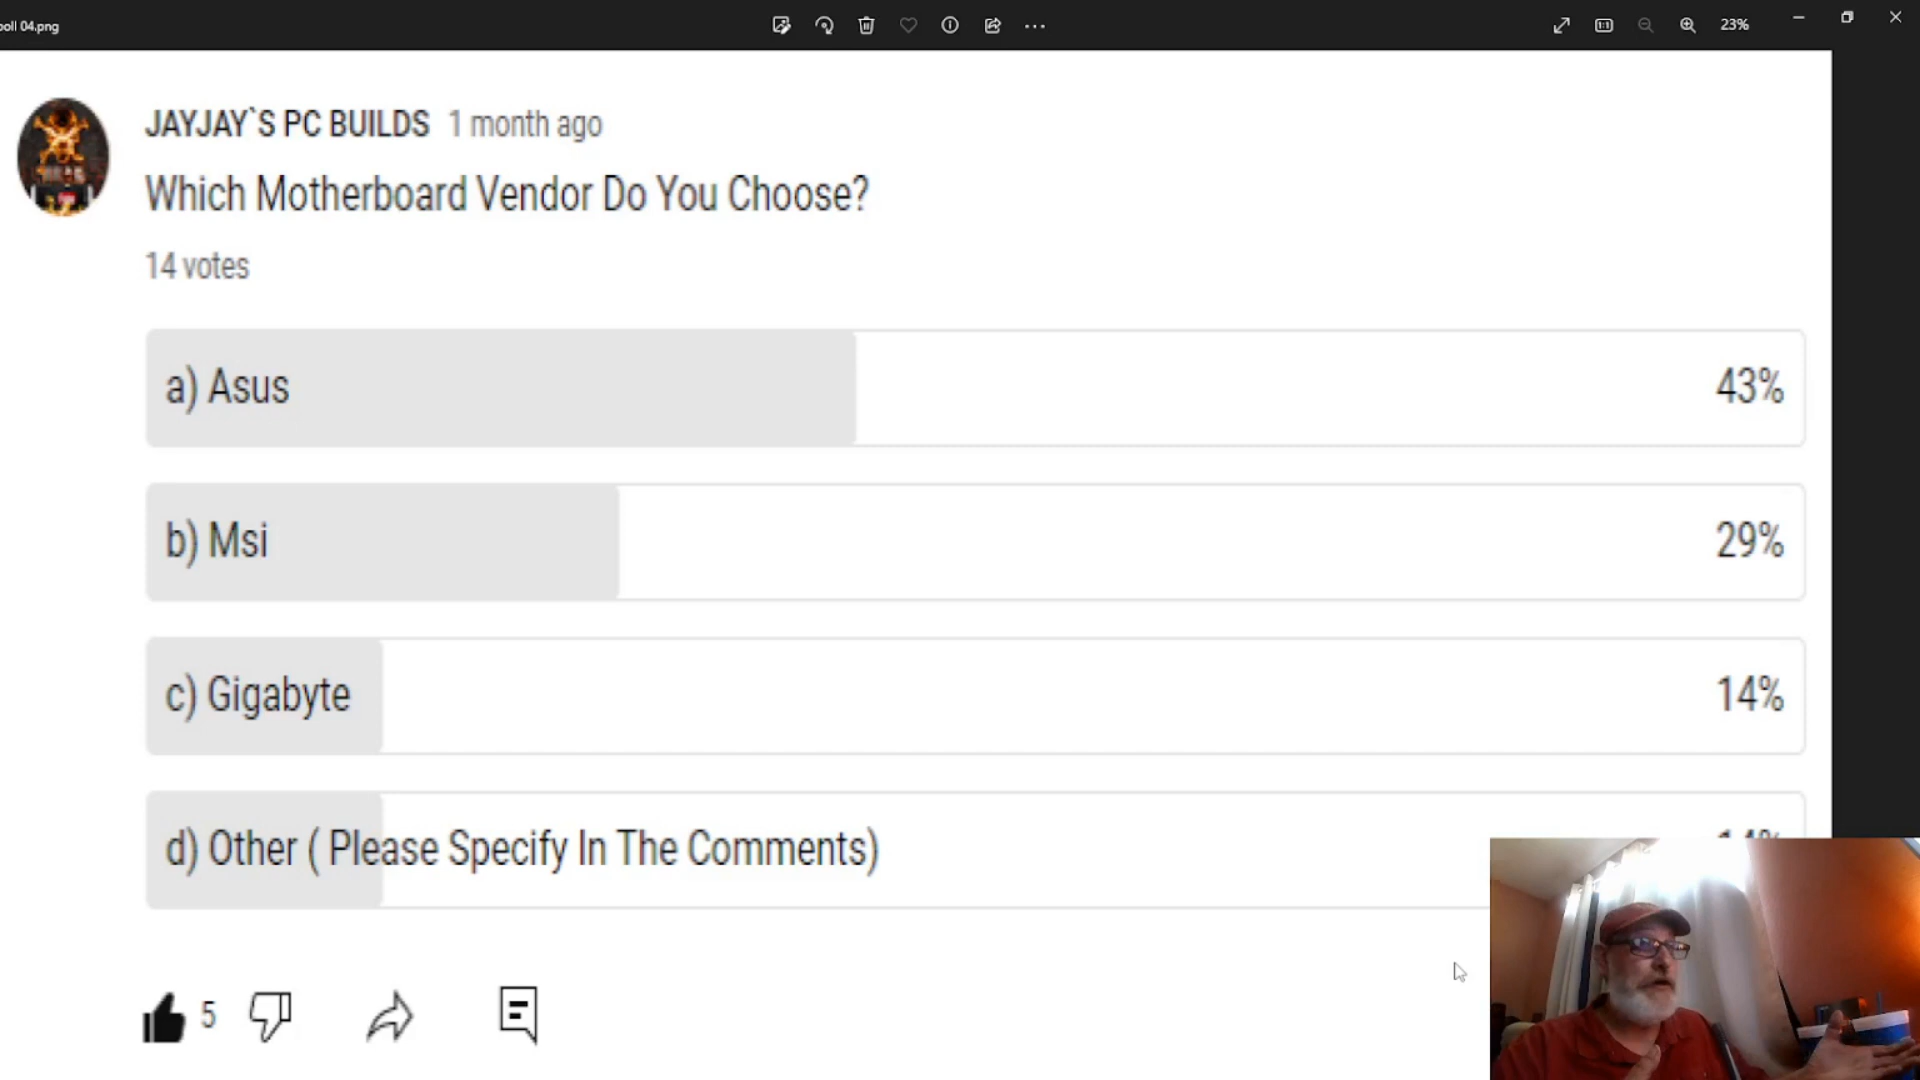 poll 04.png
23%
JAYJAY`S PC BUILDS 1 month ago
Which Motherboard Vendor Do You Choose?
14 votes
a) Asus 43%
b) Msi 29%
c) Gigabyte 14%
d) Other ( Please Specify In The Comments)
5